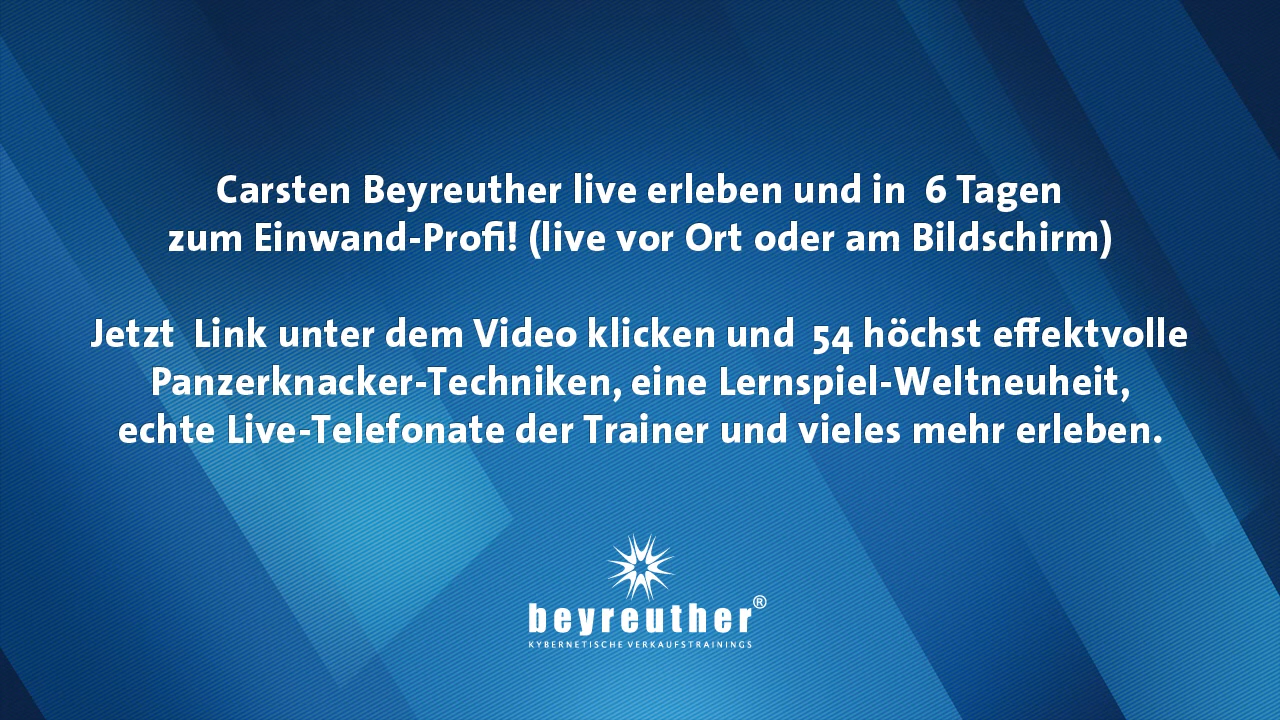 Carsten Beyreuther live erleben und in 6 Tagen
zum Einwand-Profi! (live vor Ort oder am Bildschirm)
Jetzt Link unter dem Video klicken und 54 höchst effektvolle
Panzerknacker-Techniken, eine Lernspiel-Weltneuheit,
echte Live-Telefonate der Trainer und vieles mehr erleben.
beyreuther®
KYBERNETISCHE VERKAUFSTRAININGS